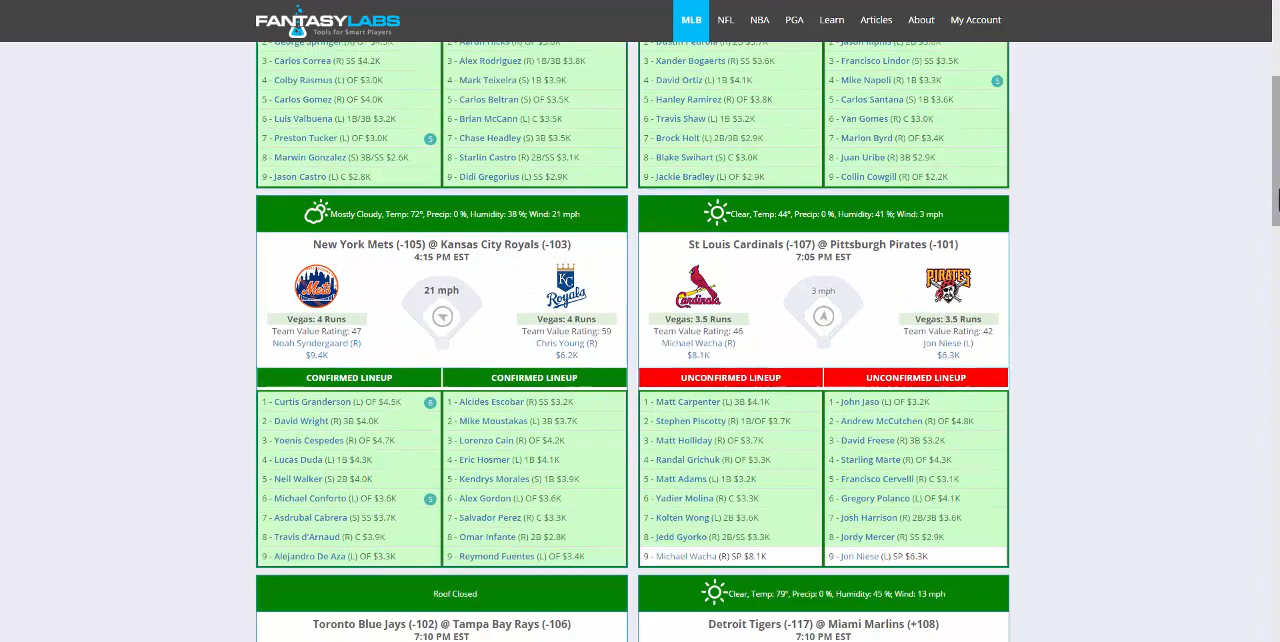 FANTASYLABS
Tools for Smart Players
MLB NFL NBA PGA Learn Articles About My Account
3 - Carlos Correa (R) SS $4.2K
4 - Colby Rasmus (L) OF $3.0K
5 - Carlos Gomez (R) OF $4.0K
6 - Luis Valbuena (L) 1B/3B $3.2K
7 - Preston Tucker (L) OF $3.0K 5
8 - Marwin Gonzalez (S) 3B/SS $2.6K
9 - Jason Castro (L) C $2.8K
3 - Alex Rodriguez (R) 1B/3B $3.8K
4 - Mark Teixeira (S) 1B $3.9K
5 - Carlos Beltran (S) OF $3.5K
6 - Brian McCann (L) C $3.5K
7 - Chase Headley (S) 3B $3.5K
8 - Starlin Castro (R) 2B/SS $3.1K
9 - Didi Gregorius (L) SS $2.9K
3 - Xander Bogaerts (R) SS $3.6K
4 - David Ortiz (L) 1B $4.1K
5 - Hanley Ramirez (R) OF $3.8K
6 - Travis Shaw (L) 1B $3.2K
7 - Brock Holt (L) 2B/3B $2.9K
8 - Blake Swihart (S) C $3.0K
9 - Jackie Bradley (L) OF $2.9K
3 - Francisco Lindor (S) SS $3.5K
4 - Mike Napoli (R) 1B $3.3K 5
5 - Carlos Santana (S) 1B $3.6K
6 - Yan Gomes (R) C $3.0K
7 - Marlon Byrd (R) OF $3.4K
8 - Juan Uribe (R) 3B $2.9K
9 - Collin Cowgill (R) OF $2.2K
Mostly Cloudy, Temp: 72°, Precip: 0 %, Humidity: 38 %; Wind: 21 mph
New York Mets (-105) @ Kansas City Royals (-103)
4:15 PM EST
Mets
21 mph
KC Royals
Vegas: 4 Runs
Team Value Rating: 47
Noah Syndergaard (R)
$9.4K
Vegas: 4 Runs
Team Value Rating: 59
Chris Young (R)
$6.2K
CONFIRMED LINEUP
CONFIRMED LINEUP
1 - Curtis Granderson (L) OF $4.5K 6
2 - David Wright (R) 3B $4.0K
3 - Yoenis Cespedes (R) OF $4.7K
4 - Lucas Duda (L) 1B $4.3K
5 - Neil Walker (S) 2B $4.0K
6 - Michael Conforto (L) OF $3.6K 5
7 - Asdrubal Cabrera (S) SS $3.7K
8 - Travis d'Arnaud (R) C $3.9K
9 - Alejandro De Aza (L) OF $3.3K
1 - Alcides Escobar (R) SS $3.2K
2 - Mike Moustakas (L) 3B $3.7K
3 - Lorenzo Cain (R) OF $4.2K
4 - Eric Hosmer (L) 1B $4.1K
5 - Kendrys Morales (S) 1B $3.9K
6 - Alex Gordon (L) OF $3.6K
7 - Salvador Perez (R) C $3.3K
8 - Omar Infante (R) 2B $2.8K
9 - Reymond Fuentes (L) OF $3.4K
Clear, Temp: 44°, Precip: 0 %, Humidity: 41 %; Wind: 3 mph
St Louis Cardinals (-107) @ Pittsburgh Pirates (-101)
7:05 PM EST
Cardinals
3 mph
PIRATES
Vegas: 3.5 Runs
Team Value Rating: 46
Michael Wacha (R)
$8.1K
Vegas: 3.5 Runs
Team Value Rating: 42
Jon Niese (L)
$6.3K
UNCONFIRMED LINEUP
UNCONFIRMED LINEUP
1 - Matt Carpenter (L) 3B $4.1K
2 - Stephen Piscotty (R) 1B/OF $3.7K
3 - Matt Holliday (R) OF $3.7K
4 - Randal Grichuk (R) OF $3.3K
5 - Matt Adams (L) 1B $3.2K
6 - Yadier Molina (R) C $3.3K
7 - Kolten Wong (L) 2B $3.6K
8 - Jedd Gyorko (R) 2B/SS $3.3K
9 - Michael Wacha (R) SP $8.1K
1 - John Jaso (L) OF $3.2K
2 - Andrew McCutchen (R) OF $4.8K
3 - David Freese (R) 3B $3.2K
4 - Starling Marte (R) OF $4.3K
5 - Francisco Cervelli (R) C $3.1K
6 - Gregory Polanco (L) OF $4.1K
7 - Josh Harrison (R) 2B/3B $3.6K
8 - Jordy Mercer (R) SS $2.9K
9 - Jon Niese (L) SP $6.3K
Roof Closed
Toronto Blue Jays (-102) @ Tampa Bay Rays (-106)
7:10 PM EST
Clear, Temp: 79°, Precip: 0 %, Humidity: 45 %; Wind: 13 mph
Detroit Tigers (-117) @ Miami Marlins (+108)
7:10 PM EST